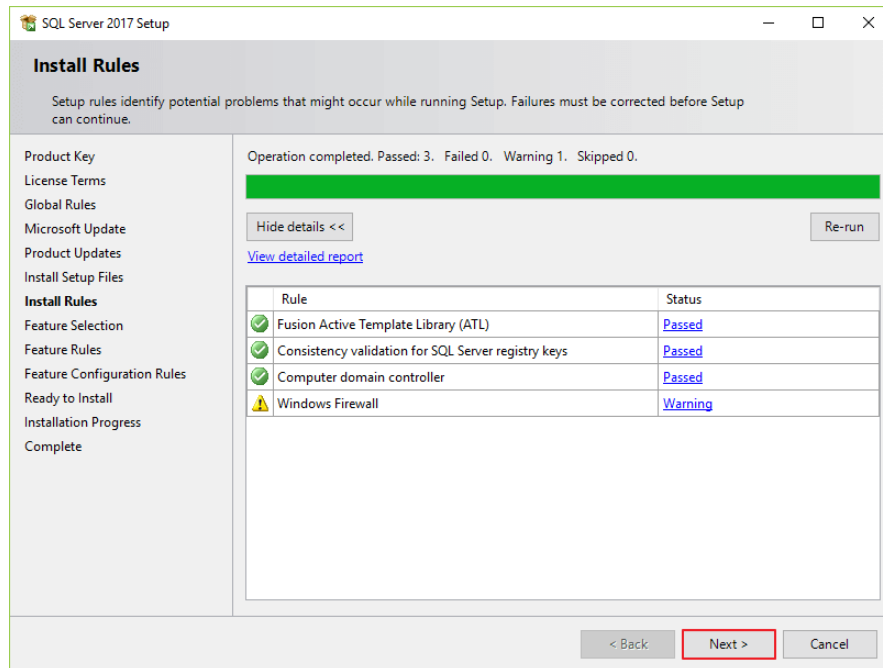 SQL Server 2017 Setup
Install Rules
Setup rules identify potential problems that might occur while running Setup. Failures must be corrected before Setup
can continue.
Product Key
License Terms
Global Rules
Microsoft Update
Product Updates
Install Setup Files
Install Rules
Feature Selection
Feature Rules
Feature Configuration Rules
Ready to Install
Installation Progress
Complete
Operation completed. Passed: 3.   Failed 0.   Warning 1.   Skipped 0.
Hide details <<
Re-run
View detailed report
Rule Status
Fusion Active Template Library (ATL) Passed
Consistency validation for SQL Server registry keys Passed
Computer domain controller Passed
Windows Firewall Warning
< Back Next > Cancel